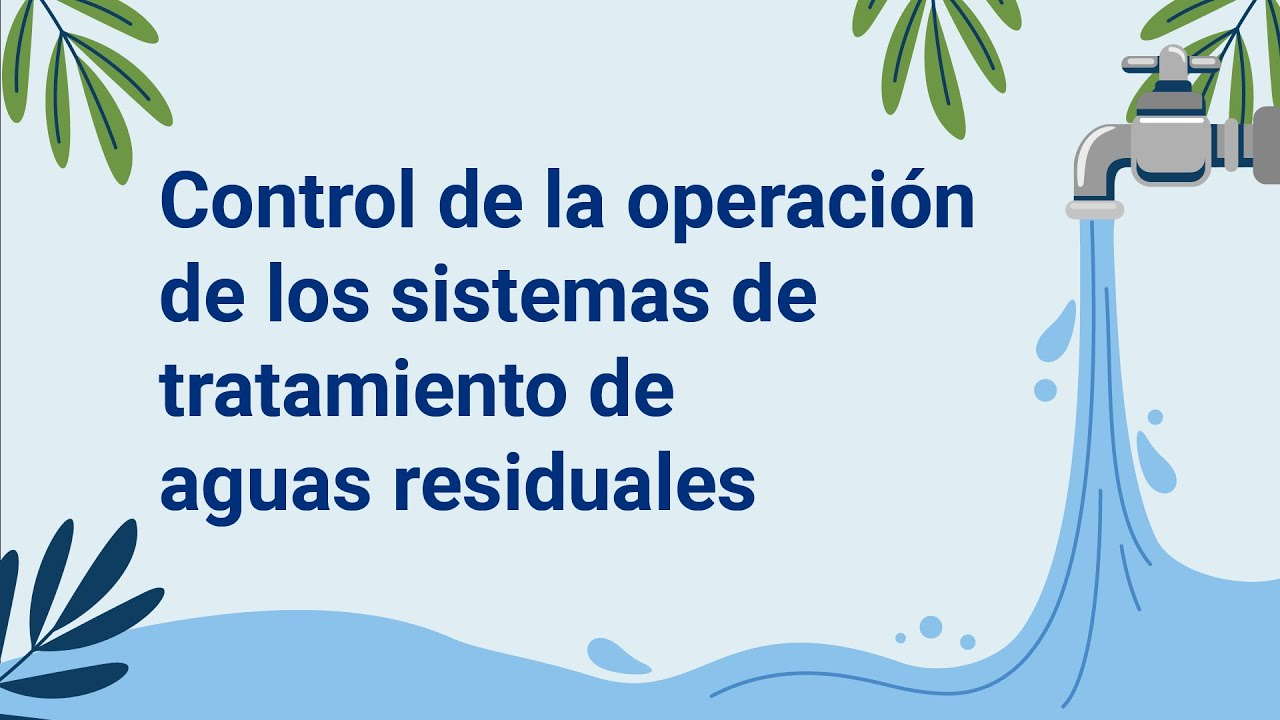 Control de la operación
de los sistemas de
tratamiento de
aguas residuales